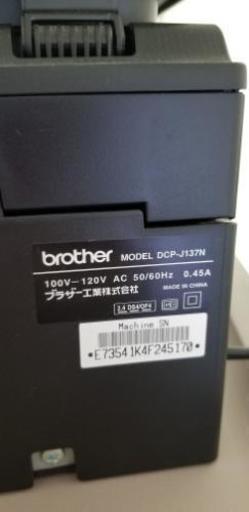 brother MODEL DCP-J137N
100V-120V AC 50/60Hz 0.45A
ブラザー工業株式会社 MADE IN CHINA
Machine SN
*E73541K4F245170*